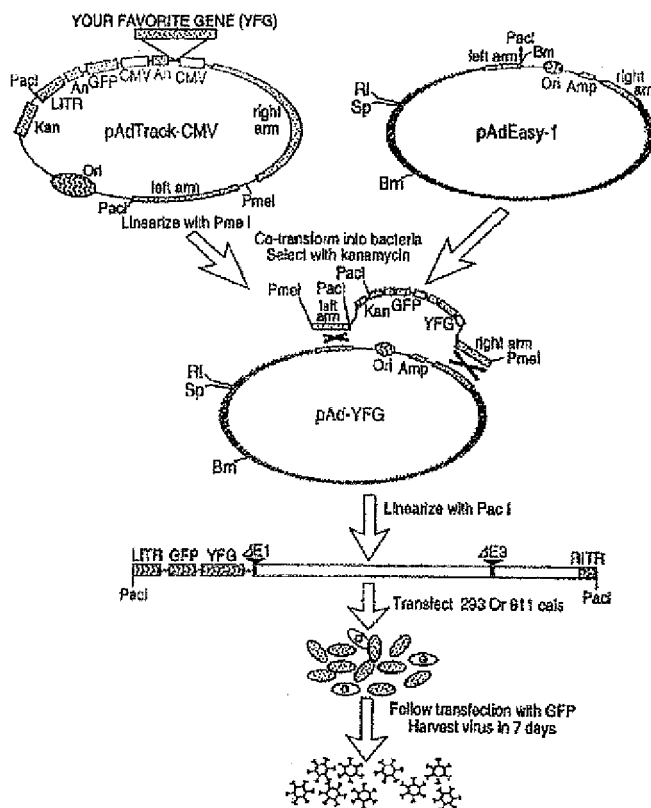 YOUR FAVORITE GENE (YFG)
PacI
LITR
An
GFP
CMV
An
CMV
Kan
right
arm
pAdTrack-CMV
Ori
left arm
PacI
PmeI
Linearize with Pme I
PacI
left arm
Bm
Ori
Amp
right
arm
RI
Sp
pAdEasy-1
Bm
Co-transform into bacteria
Select with kanamycin
PmeI
PacI
PacI
left
arm
Kan
GFP
YFG
right arm
PmeI
Ori
Amp
RI
Sp
pAd-YFG
Bm
Linearize with Pac I
LITR GFP YFG ΔE1 ΔE3 RITR
PacI PacI
Transfect 293 Or 911 cells
Follow transfection with GFP
Harvest virus in 7 days